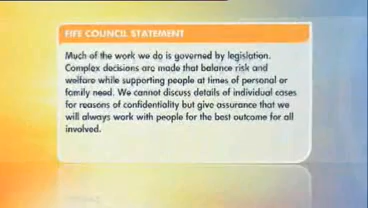 FIFE COUNCIL STATEMENT
Much of the work we do is governed by legislation.
Complex decisions are made that balance risk and
welfare while supporting people at times of personal or
family need. We cannot discuss details of individual cases
for reasons of confidentiality but give assurance that we
will always work with people for the best outcome for all
involved.